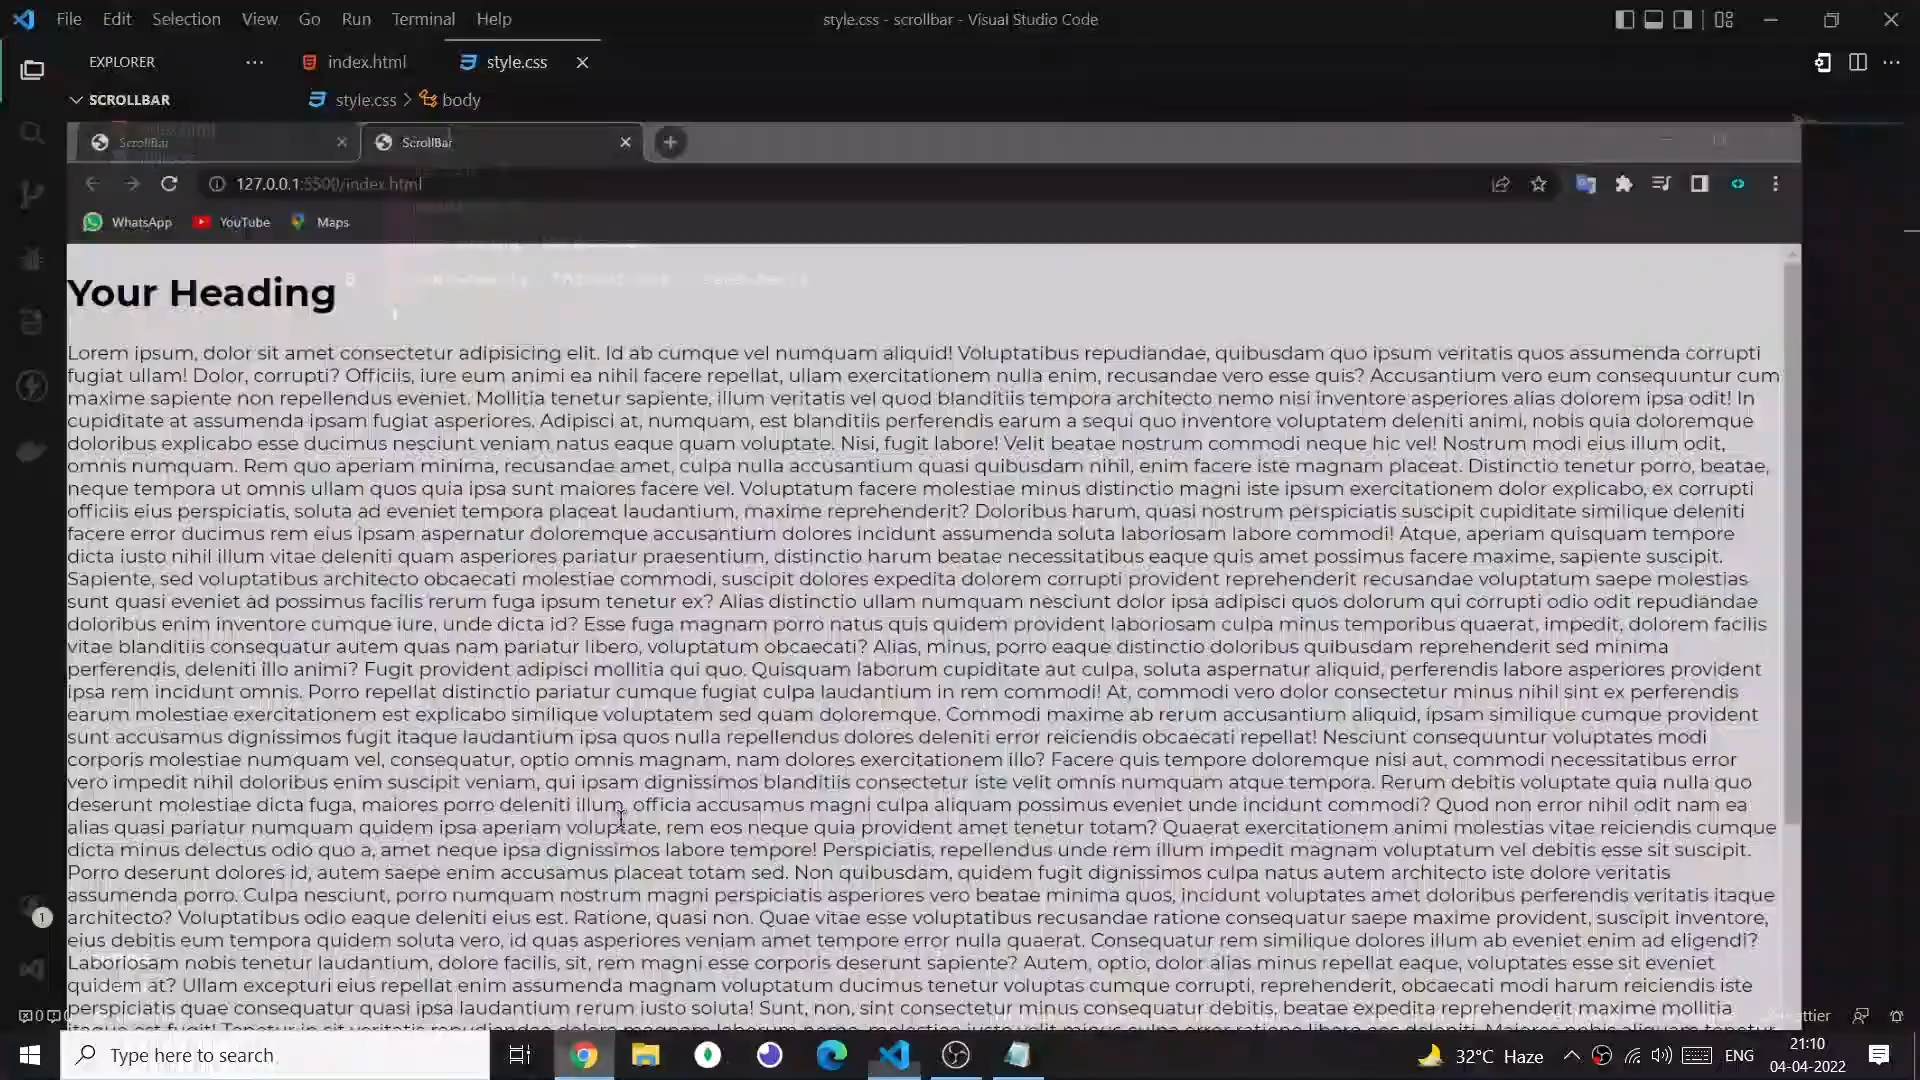 File Edit Selection View Go Run Terminal Help
style.css - scrollbar - Visual Studio Code
EXPLORER
index.html
style.css
SCROLLBAR
style.css > body
ScrollBar
ScrollBar
127.0.0.1:5500/index.html
WhatsApp YouTube Maps
Your Heading
Lorem ipsum, dolor sit amet consectetur adipisicing elit. Id ab cumque vel numquam aliquid! Voluptatibus repudiandae, quibusdam quo ipsum veritatis quos assumenda corrupti
fugiat ullam! Dolor, corrupti? Officiis, iure eum animi ea nihil facere repellat, ullam exercitationem nulla enim, recusandae vero esse quis? Accusantium vero eum consequuntur cum
maxime sapiente non repellendus eveniet. Mollitia tenetur sapiente, illum veritatis vel quod blanditiis tempora architecto nemo nisi inventore asperiores alias dolorem ipsa odit! In
cupiditate at assumenda ipsam fugiat asperiores. Adipisci at, numquam, est blanditiis perferendis earum a sequi quo inventore voluptatem deleniti animi, nobis quia doloremque
doloribus explicabo esse ducimus nesciunt veniam natus eaque quam voluptate. Nisi, fugit labore! Velit beatae nostrum commodi neque hic vel! Nostrum modi eius illum odit,
omnis numquam. Rem quo aperiam minima, recusandae amet, culpa nulla accusantium quasi quibusdam nihil, enim facere iste magnam placeat. Distinctio tenetur porro, beatae,
neque tempora ut omnis ullam quos quia ipsa sunt maiores facere vel. Voluptatum facere molestiae minus distinctio magni iste ipsum exercitationem dolor explicabo, ex corrupti
officiis eius perspiciatis, soluta ad eveniet tempora placeat laudantium, maxime reprehenderit? Doloribus harum, quasi nostrum perspiciatis suscipit cupiditate similique deleniti
facere error ducimus rem eius ipsam aspernatur doloremque accusantium dolores incidunt assumenda soluta laboriosam labore commodi! Atque, aperiam quisquam tempore
dicta iusto nihil illum vitae deleniti quam asperiores pariatur praesentium, distinctio harum beatae necessitatibus eaque quis amet possimus facere maxime, sapiente suscipit.
Sapiente, sed voluptatibus architecto obcaecati molestiae commodi, suscipit dolores expedita dolorem corrupti provident reprehenderit recusandae voluptatum saepe molestias
sunt quasi eveniet ad possimus facilis rerum fuga ipsum tenetur ex? Alias distinctio ullam numquam nesciunt dolor ipsa adipisci quos dolorum qui corrupti odio odit repudiandae
doloribus enim inventore cumque iure, unde dicta id? Esse fuga magnam porro natus quis quidem provident laboriosam culpa minus temporibus quaerat, impedit, dolorem facilis
vitae blanditiis consequatur autem quas nam pariatur libero, voluptatum obcaecati? Alias, minus, porro eaque distinctio doloribus quibusdam reprehenderit sed minima
perferendis, deleniti illo animi? Fugit provident adipisci mollitia qui quo. Quisquam laborum cupiditate aut culpa, soluta aspernatur aliquid, perferendis labore asperiores provident
ipsa rem incidunt omnis. Porro repellat distinctio pariatur cumque fugiat culpa laudantium in rem commodi! At, commodi vero dolor consectetur minus nihil sint ex perferendis
earum molestiae exercitationem est explicabo similique voluptatem sed quam doloremque. Commodi maxime ab rerum accusantium aliquid, ipsam similique cumque provident
sunt accusamus dignissimos fugit itaque laudantium ipsa quos nulla repellendus dolores deleniti error reiciendis obcaecati repellat! Nesciunt consequuntur voluptates modi
corporis molestiae numquam vel, consequatur, optio omnis magnam, nam dolores exercitationem illo? Facere quis tempore doloremque nisi aut, commodi necessitatibus error
vero impedit nihil doloribus enim suscipit veniam, qui ipsam dignissimos blanditiis consectetur iste velit omnis numquam atque tempora. Rerum debitis voluptate quia nulla quo
deserunt molestiae dicta fuga, maiores porro deleniti illum, officia accusamus magni culpa aliquam possimus eveniet unde incidunt commodi? Quod non error nihil odit nam ea
alias quasi pariatur numquam quidem ipsa aperiam voluptate, rem eos neque quia provident amet tenetur totam? Quaerat exercitationem animi molestias vitae reiciendis cumque
dicta minus delectus odio quo a, amet neque ipsa dignissimos labore tempore! Perspiciatis, repellendus unde rem illum impedit magnam voluptatum vel debitis esse sit suscipit.
Porro deserunt dolores id, autem saepe enim accusamus placeat totam sed. Non quibusdam, quidem fugit dignissimos culpa natus autem architecto iste dolore veritatis
assumenda porro. Culpa nesciunt, porro numquam nostrum magni perspiciatis asperiores vero beatae minima quos, incidunt voluptates amet doloribus perferendis veritatis itaque
architecto? Voluptatibus odio eaque deleniti eius est. Ratione, quasi non. Quae vitae esse voluptatibus recusandae ratione consequatur saepe maxime provident, suscipit inventore,
eius debitis eum tempora quidem soluta vero, id quas asperiores veniam amet tempore error nulla quaerat. Consequatur rem similique dolores illum ab eveniet enim ad eligendi?
Laboriosam nobis tenetur laudantium, dolore facilis, sit, rem magni esse corporis deserunt sapiente? Autem, optio, dolor alias minus repellat eaque, voluptates esse sit eveniet
quidem at? Ullam excepturi eius repellat enim assumenda magnam voluptatum ducimus tenetur voluptas cumque corrupti, reprehenderit, obcaecati modi harum reiciendis iste
perspiciatis quae consequatur quasi ipsa laudantium rerum iusto soluta! Sunt, non, sint consectetur minus consequatur debitis, beatae expedita reprehenderit maxime mollitia
1
Type here to search
32°C Haze
ENG
21:10
04-04-2022